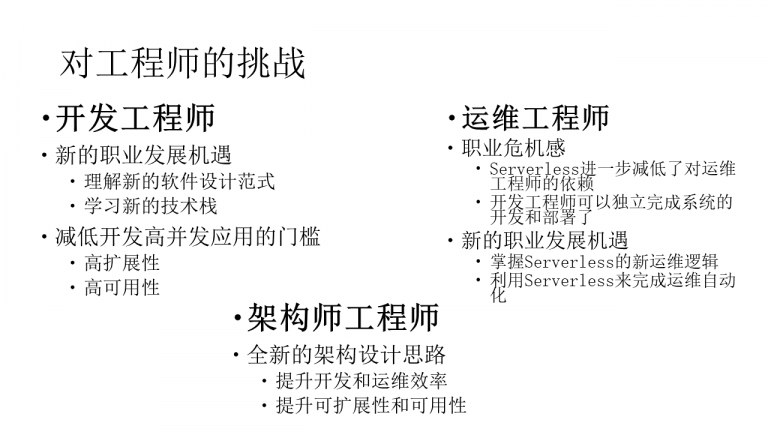 对工程师的挑战
•开发工程师
• 新的职业发展机遇
• 理解新的软件设计范式
• 学习新的技术栈
• 减低开发高并发应用的门槛
• 高扩展性
• 高可用性
•运维工程师
• 职业危机感
• Serverless进一步减低了对运维
工程师的依赖
• 开发工程师可以独立完成系统的
开发和部署了
• 新的职业发展机遇
• 掌握Serverless的新运维逻辑
• 利用Serverless来完成运维自动
化
•架构师工程师
• 全新的架构设计思路
• 提升开发和运维效率
• 提升可扩展性和可用性